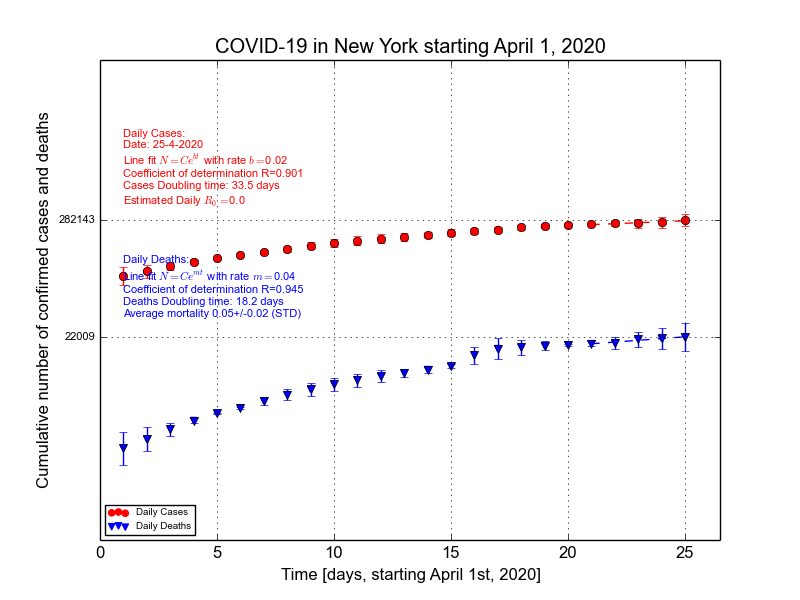 COVID-19 in New York starting April 1, 2020
Cumulative number of confirmed cases and deaths
Daily Cases:
Date: 25-4-2020
Line fit N = Ce^{bt} with rate b =0.02
Coefficient of determination R=0.901
Cases Doubling time: 33.5 days
Estimated Daily R_0 =0.0
282143
Daily Deaths:
Line fit N = Ce^{mt} with rate m =0.04
Coefficient of determination R=0.945
Deaths Doubling time: 18.2 days
Average mortality 0.05+/-0.02 (STD)
22009
Daily Cases
Daily Deaths
0 5 10 15 20 25
Time [days, starting April 1st, 2020]